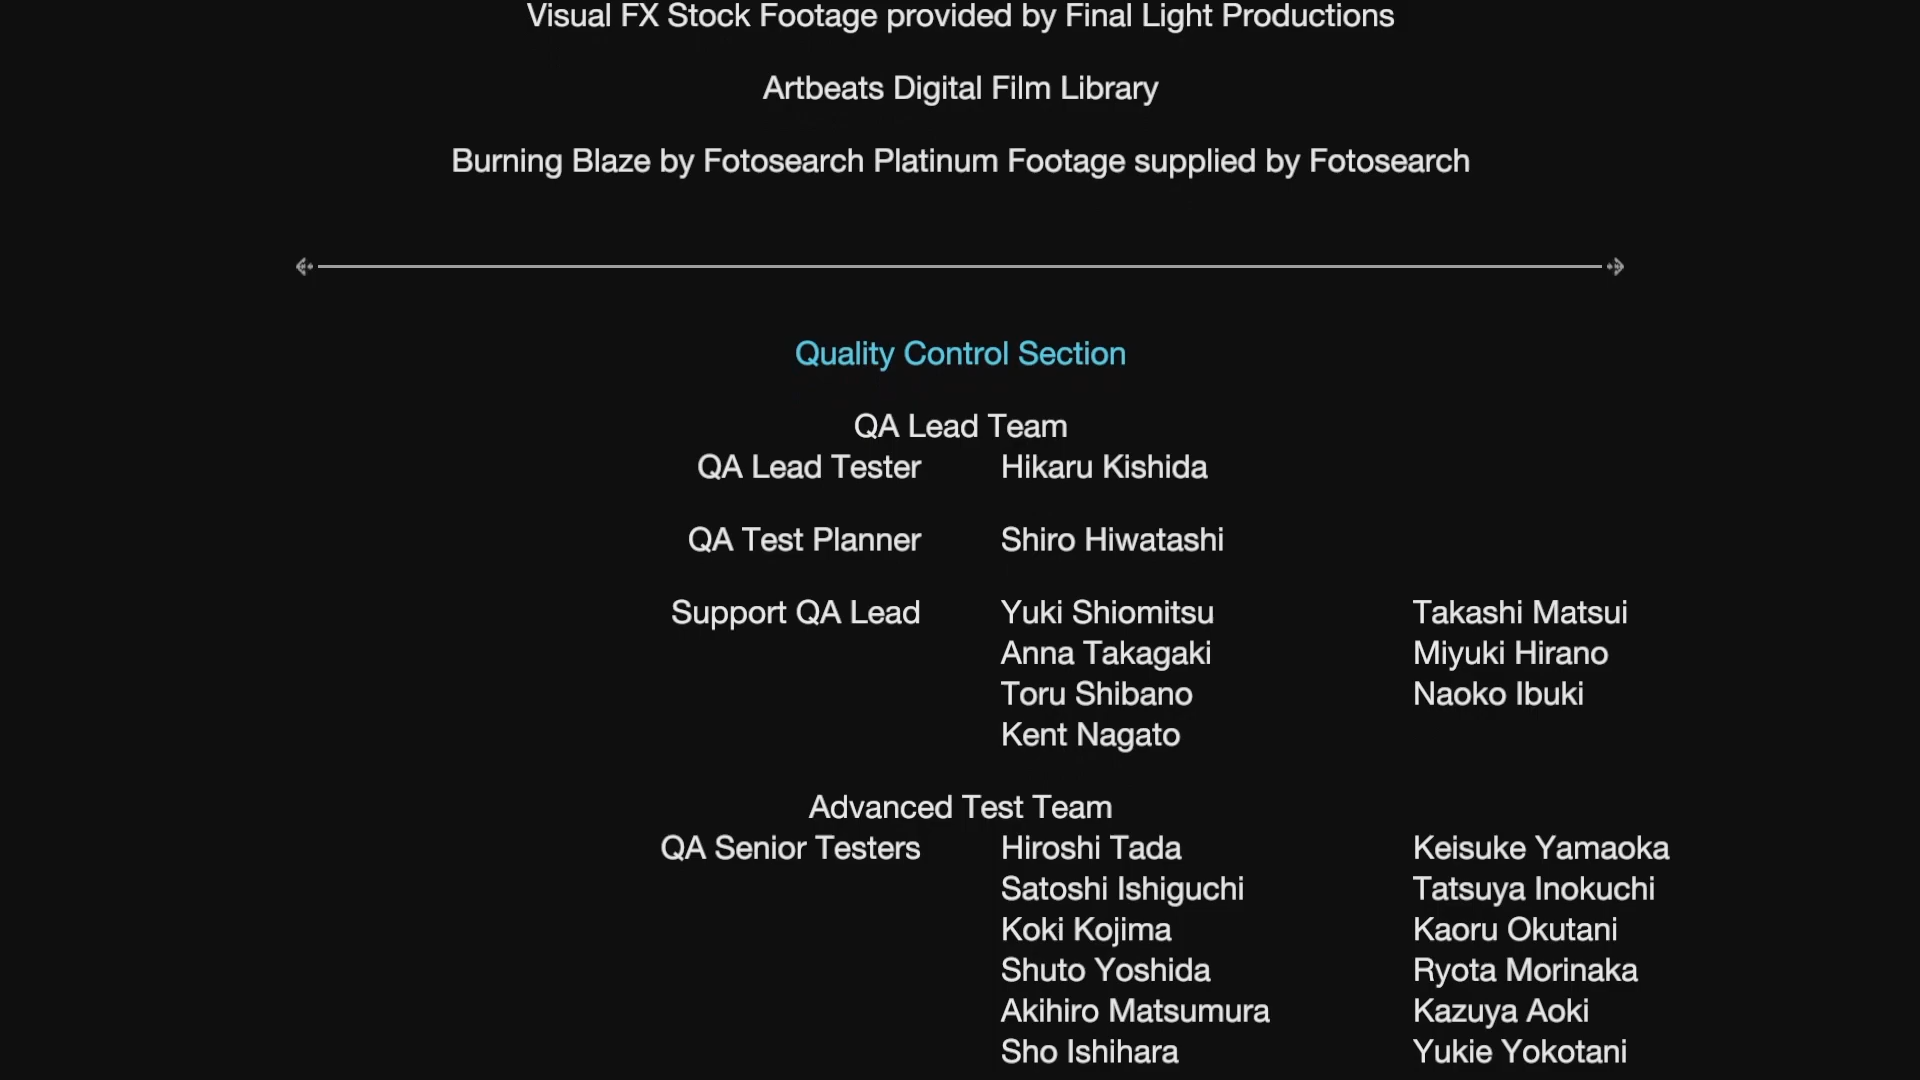 Visual FX Stock Footage provided by Final Light Productions
Artbeats Digital Film Library
Burning Blaze by Fotosearch Platinum Footage supplied by Fotosearch
Quality Control Section
QA Lead Team
QA Lead Tester Hikaru Kishida
QA Test Planner Shiro Hiwatashi
Support QA Lead Yuki Shiomitsu Takashi Matsui
Anna Takagaki Miyuki Hirano
Toru Shibano Naoko Ibuki
Kent Nagato
Advanced Test Team
QA Senior Testers Hiroshi Tada Keisuke Yamaoka
Satoshi Ishiguchi Tatsuya Inokuchi
Koki Kojima Kaoru Okutani
Shuto Yoshida Ryota Morinaka
Akihiro Matsumura Kazuya Aoki
Sho Ishihara Yukie Yokotani